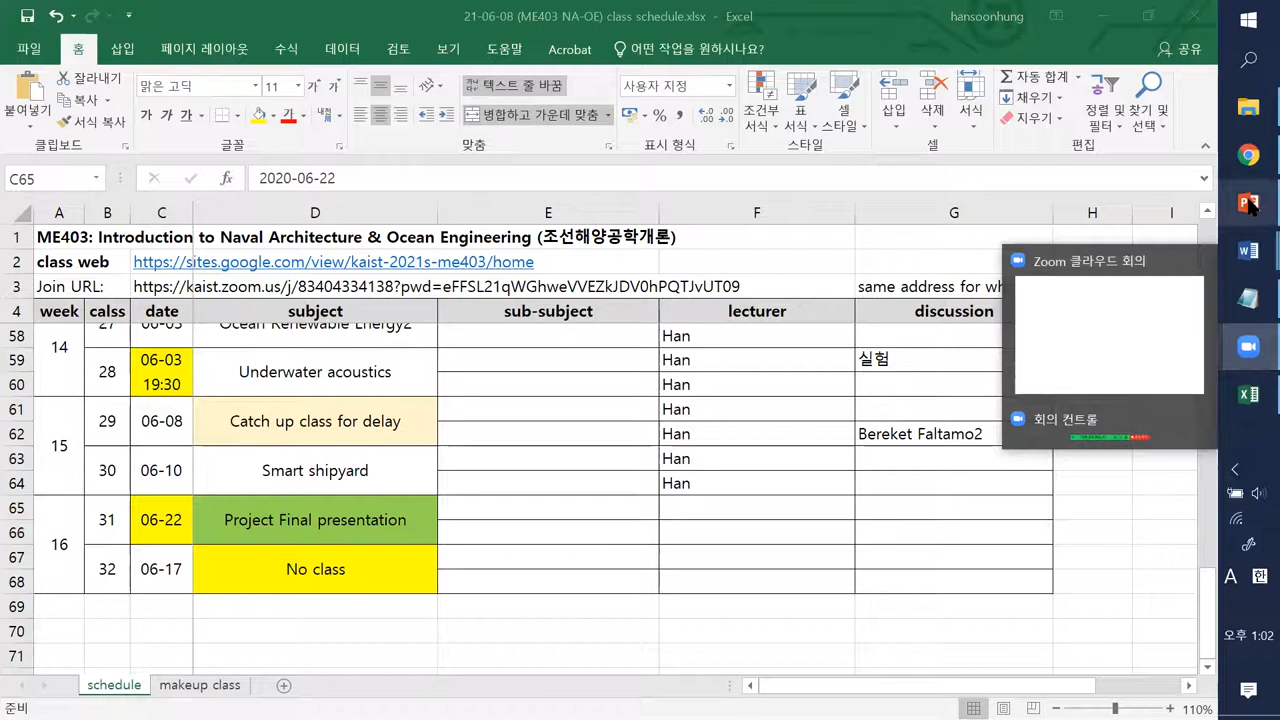 21-06-08 (ME403 NA-OE) class schedule.xlsx - Excel
hansoonhung
파일 홈 삽입 페이지 레이아웃 수식 데이터 검토 보기 도움말 Acrobat 어떤 작업을 원하시나요? 공유
붙여넣기
잘라내기
복사
서식 복사
클립보드
맑은 고딕 11
가 가 가
내천
글꼴
텍스트 줄 바꿈
병합하고 가운데 맞춤
맞춤
사용자 지정
표시 형식
조건부 서식
표 서식
셀 스타일
스타일
삽입 삭제 서식
셀
자동 합계
채우기
지우기
정렬 및 필터
찾기 및 선택
편집
C65 fx 2020-06-22
A B C D E F G H I
1 ME403: Introduction to Naval Architecture & Ocean Engineering (조선해양공학개론)
2 class web https://sites.google.com/view/kaist-2021s-me403/home
3 Join URL: https://kaist.zoom.us/j/83404334138?pwd=eFFSL21qWGhweVVEZkJDV0hPQTJvUT09 same address for wh
4 week calss date subject sub-subject lecturer discussion
27 06-03 Ocean Renewable Energy2
58 14 Han
59 28 06-03 Underwater acoustics Han 실험
60 19:30 Han
61 15 29 06-08 Catch up class for delay Han
62 Han Bereket Faltamo2
63 30 06-10 Smart shipyard Han
64 Han
65 16 31 06-22 Project Final presentation
66
67 32 06-17 No class
68
69
70
71
Zoom 클라우드 회의
회의 컨트롤
A 한
오후 1:02
schedule makeup class
준비
110%